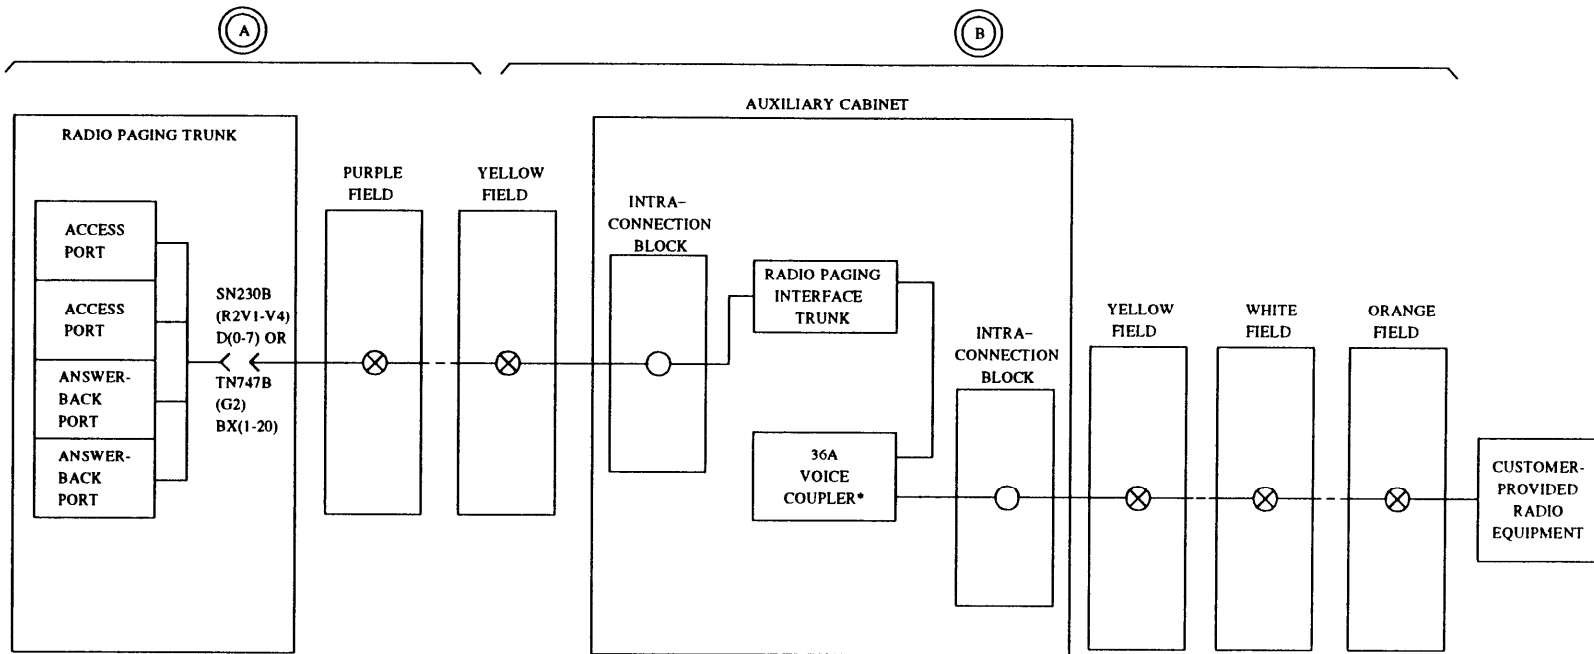 A
B
AUXILIARY CABINET
RADIO PAGING TRUNK
ACCESS
PORT
ACCESS
PORT
ANSWER-
BACK
PORT
ANSWER-
BACK
PORT
SN230B
(R2V1-V4)
D(0-7) OR
TN747B
(G2)
BX(1-20)
PURPLE
FIELD
YELLOW
FIELD
INTRA-
CONNECTION
BLOCK
RADIO PAGING
INTERFACE
TRUNK
36A
VOICE
COUPLER*
INTRA-
CONNECTION
BLOCK
YELLOW
FIELD
WHITE
FIELD
ORANGE
FIELD
CUSTOMER-
PROVIDED
RADIO
EQUIPMENT